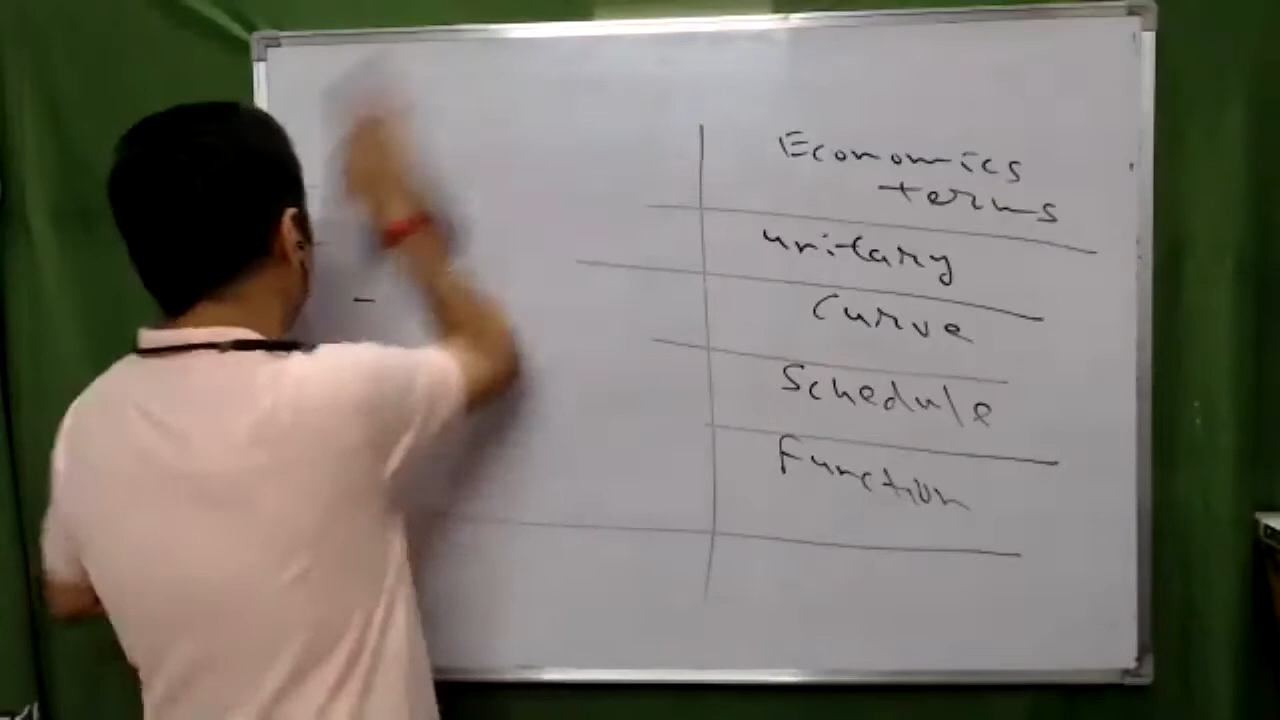 Economics
terms
unitary
Curve
Schedule
Function